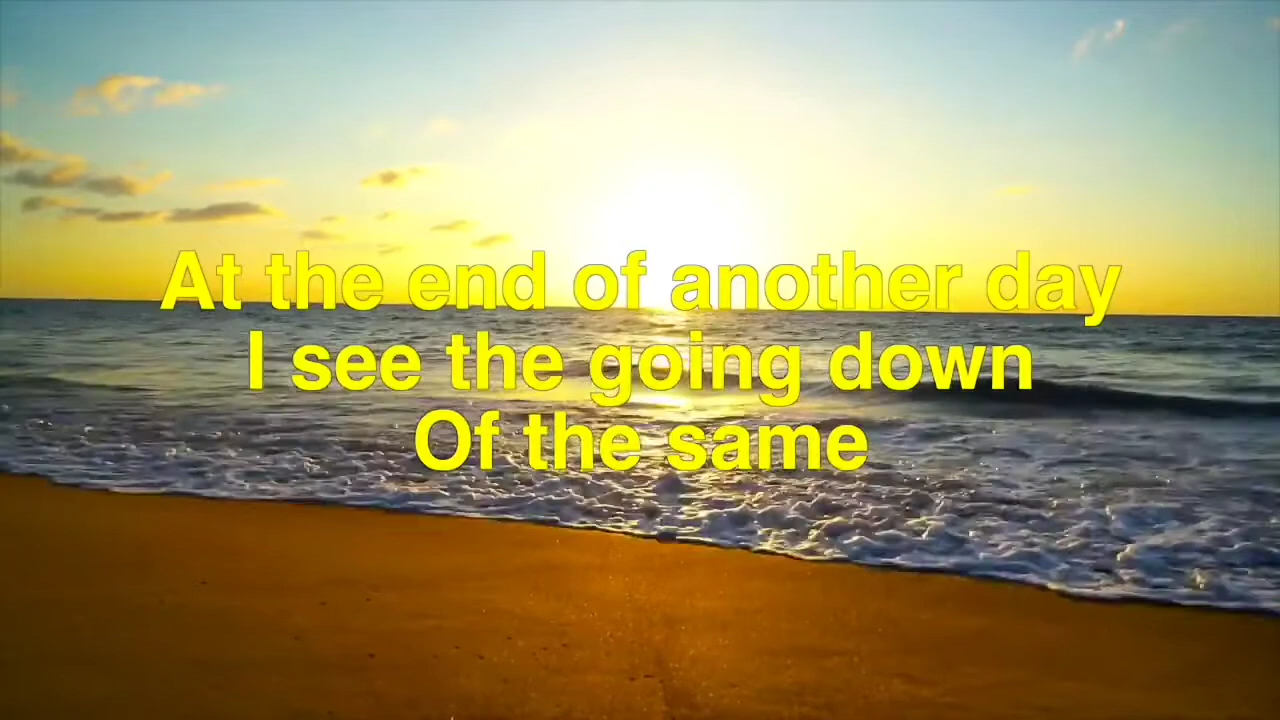 At the end of another day
I see the going down
Of the same